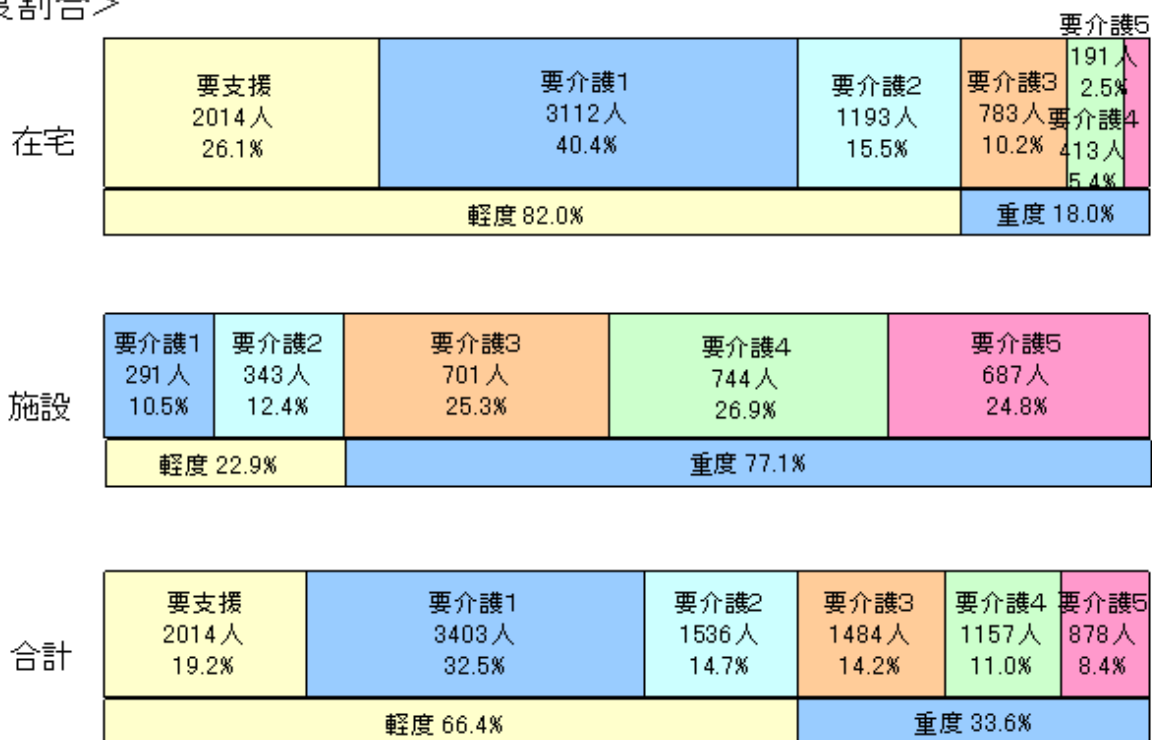 度割合＞
在宅
要支援
2014人
26.1%
要介護1
3112人
40.4%
要介護2
1193人
15.5%
要介護3
783人
10.2%
要介護4
413人
5.4%
要介護5
191人
2.5%
軽度 82.0%
重度 18.0%
施設
要介護1
291人
10.5%
要介護2
343人
12.4%
要介護3
701人
25.3%
要介護4
744人
26.9%
要介護5
687人
24.8%
軽度 22.9%
重度 77.1%
合計
要支援
2014人
19.2%
要介護1
3403人
32.5%
要介護2
1536人
14.7%
要介護3
1484人
14.2%
要介護4
1157人
11.0%
要介護5
878人
8.4%
軽度 66.4%
重度 33.6%